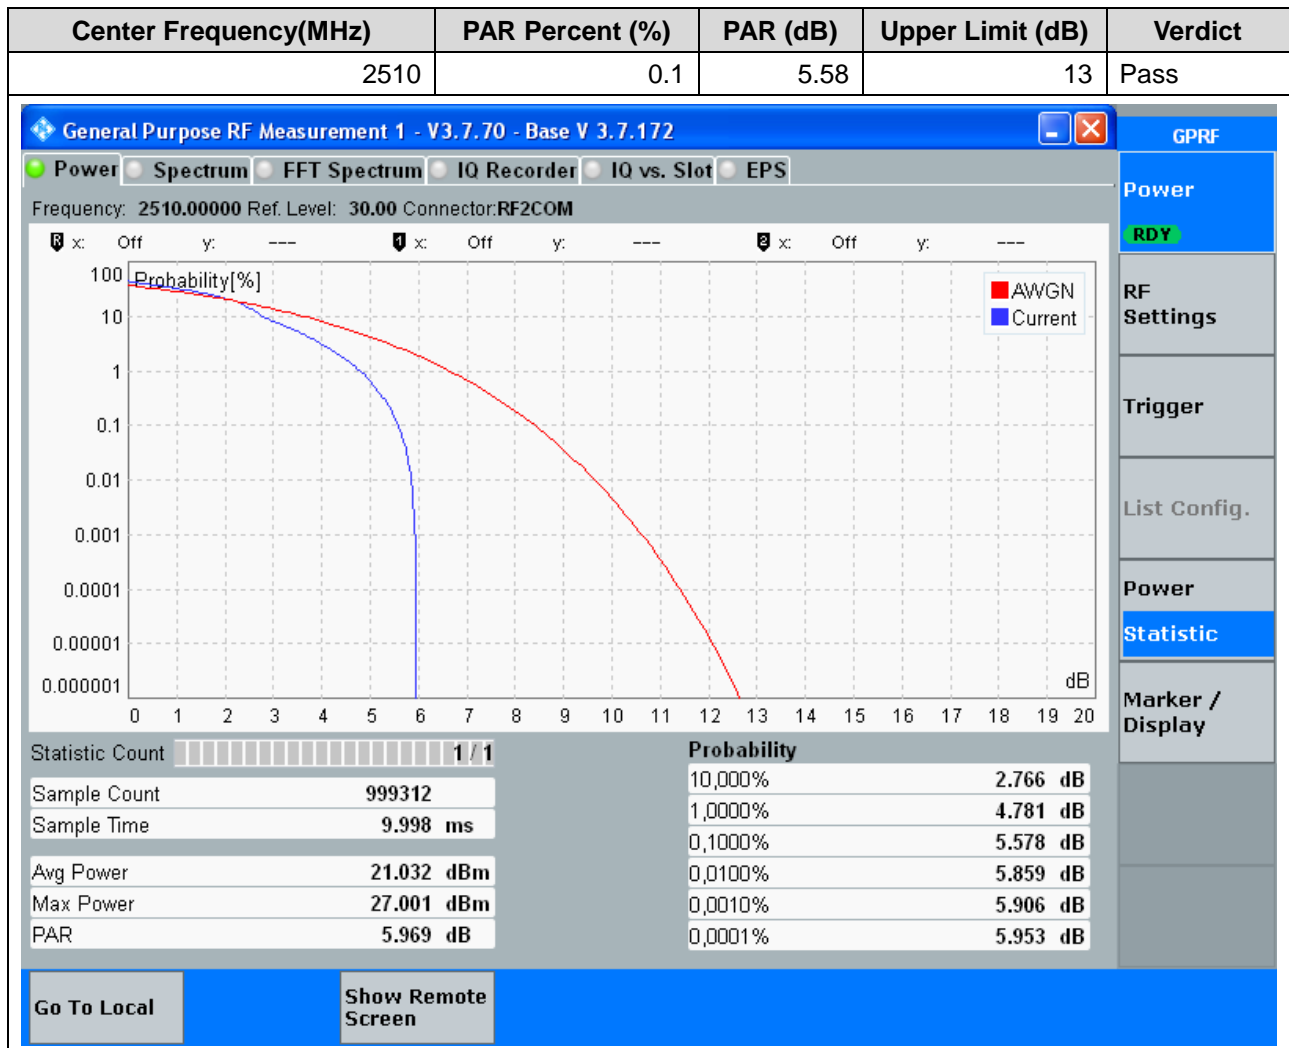 Center Frequency(MHz) PAR Percent (%) PAR (dB) Upper Limit (dB) Verdict
2510 0.1 5.58 13 Pass
General Purpose RF Measurement 1 - V3.7.70 - Base V 3.7.172
GPRF
Power Spectrum FFT Spectrum IQ Recorder IQ vs. Slot EPS
Frequency: 2510.00000 Ref. Level: 30.00 Connector:RF2COM
R x: Off y: --- 1 x: Off y: --- 2 x: Off y: ---
Probability[%]
100
10
1
0.1
0.01
0.001
0.0001
0.00001
0.000001
AWGN
Current
dB
0 1 2 3 4 5 6 7 8 9 10 11 12 13 14 15 16 17 18 19 20
Statistic Count 1 / 1
Sample Count 999312
Sample Time 9.998 ms
Avg Power 21.032 dBm
Max Power 27.001 dBm
PAR 5.969 dB
Probability
10,000% 2.766 dB
1,0000% 4.781 dB
0,1000% 5.578 dB
0,0100% 5.859 dB
0,0010% 5.906 dB
0,0001% 5.953 dB
Power
RDY
RF
Settings
Trigger
List Config.
Power
Statistic
Marker /
Display
Go To Local
Show Remote
Screen